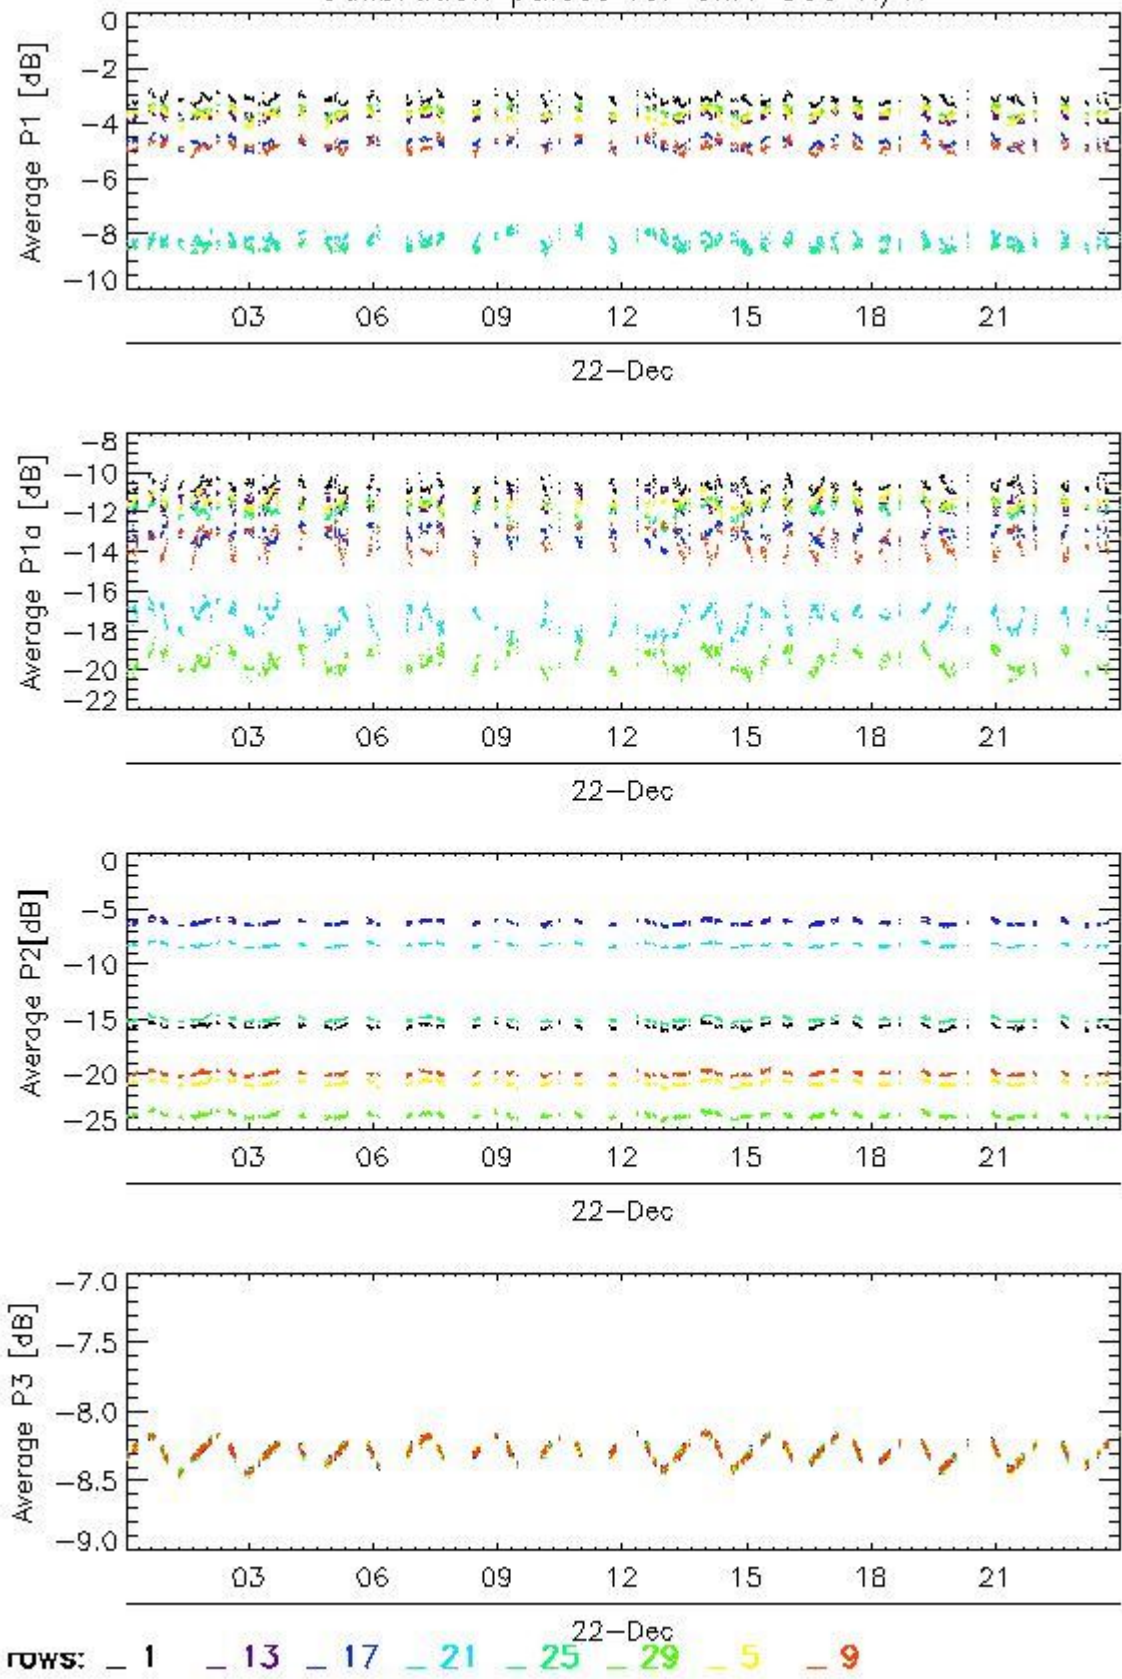 0
-2
-4
-6
-8
-10
Average P1 [dB]
03 06 09 12 15 18 21
22-Dec
-8
-10
-12
-14
-16
-18
-20
-22
Average P1a [dB]
03 06 09 12 15 18 21
22-Dec
0
-5
-10
-15
-20
-25
Average P2[dB]
03 06 09 12 15 18 21
22-Dec
-7.0
-7.5
-8.0
-8.5
-9.0
Average P3 [dB]
03 06 09 12 15 18 21
22-Dec
rows: _ 1 _ 13 _ 17 _ 21 _ 25 _ 29 _ 5 _ 9